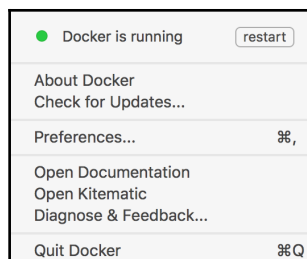 Docker is running restart
About Docker
Check for Updates...
Preferences... ⌘,
Open Documentation
Open Kitematic
Diagnose & Feedback...
Quit Docker ⌘Q